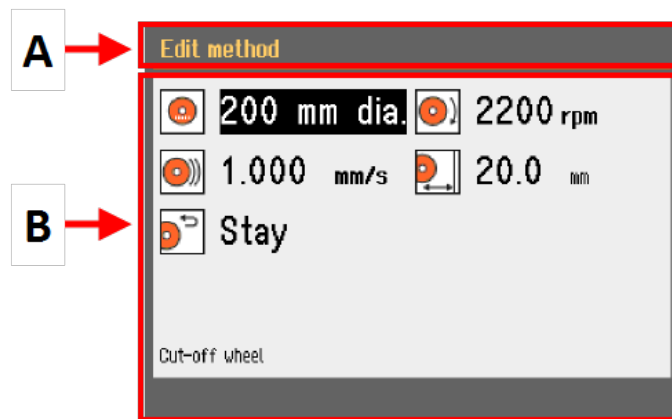 A
Edit method
200 mm dia. 2200 rpm
1.000 mm/s 20.0 mm
B
Stay
Cut-off wheel